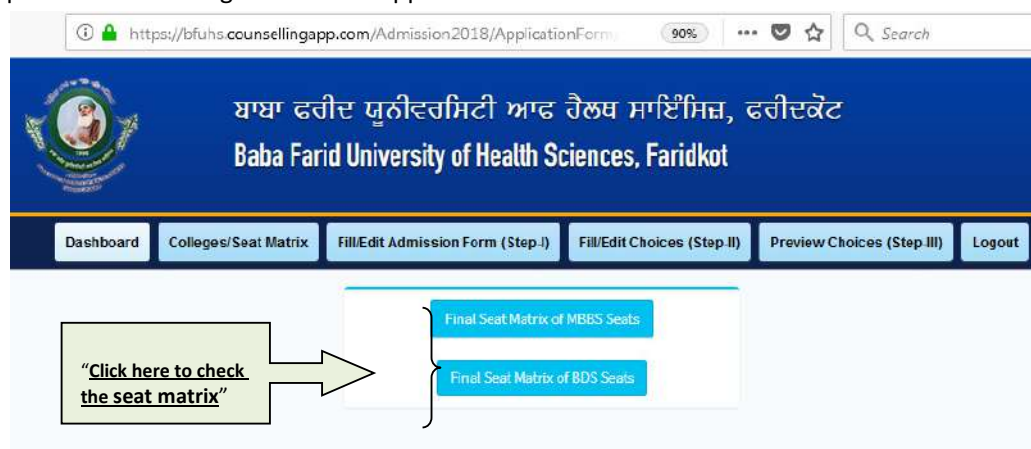 https://bfuhs.counsellingapp.com/Admission2018/ApplicationForm
90%
Search
ਬਾਬਾ ਫਰੀਦ ਯੂਨੀਵਰਸਿਟੀ ਆਫ ਹੈਲਥ ਸਾਇੰਸਿਜ਼, ਫਰੀਦਕੋਟ
Baba Farid University of Health Sciences, Faridkot
Dashboard
Colleges/Seat Matrix
Fill/Edit Admission Form (Step-I)
Fill/Edit Choices (Step-II)
Preview Choices (Step-III)
Logout
Final Seat Matrix of MBBS Seats
Final Seat Matrix of BDS Seats
“Click here to check
the seat matrix”